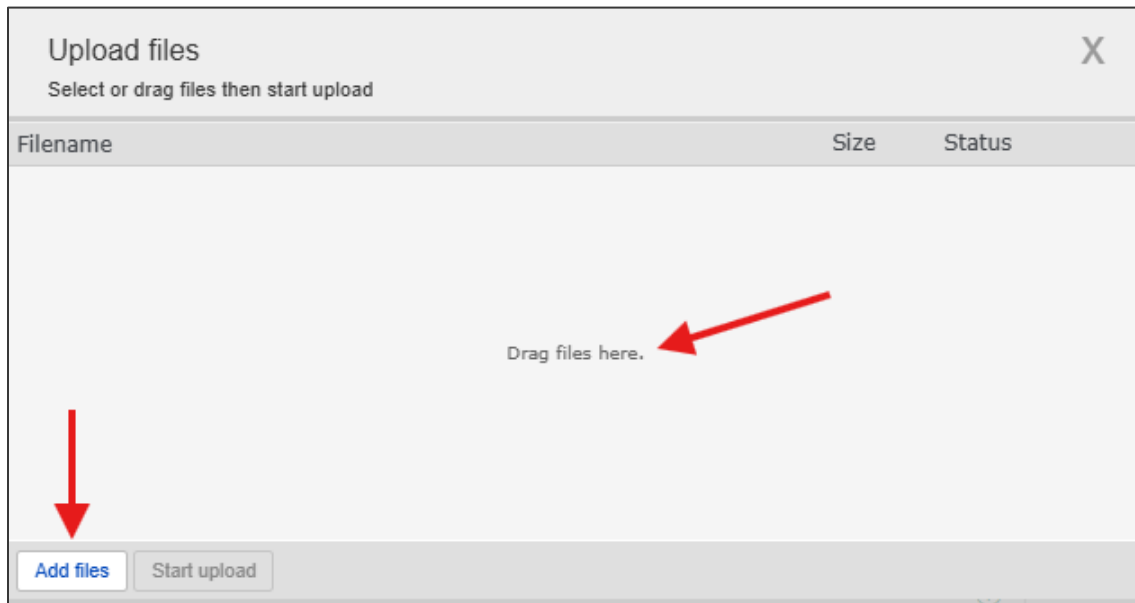 Upload files
X
Select or drag files then start upload
Filename Size Status
Drag files here.
Add files Start upload